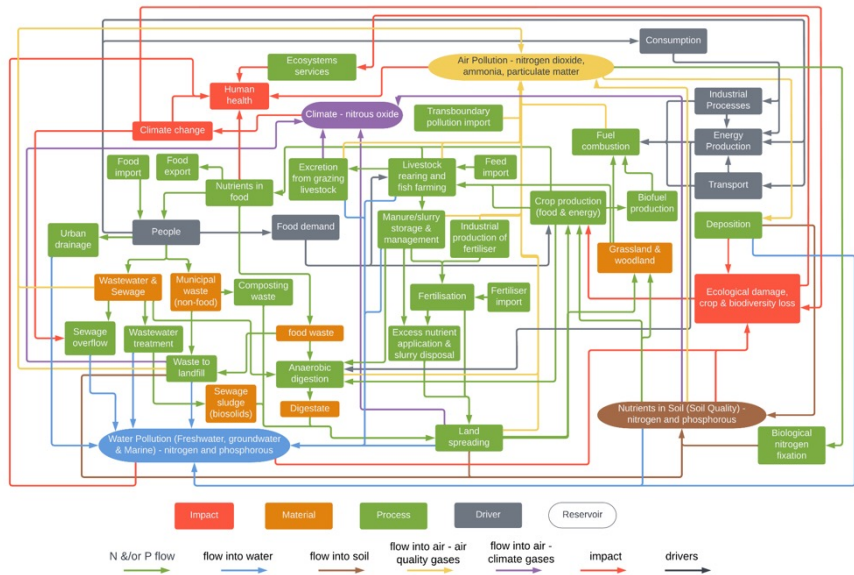 Consumption
Ecosystems
services
Air Pollution - nitrogen dioxide,
ammonia, particulate matter
Human
health
Industrial
Processes
Climate - nitrous oxide
Transboundary
pollution import
Climate change
Fuel
combustion
Energy
Production
Food
import
Food
export
Excretion
from grazing
livestock
Livestock
rearing and
fish farming
Feed
import
Nutrients in
food
Crop production
(food & energy)
Biofuel
production
Transport
Urban
drainage
People
Food demand
Manure/slurry
storage &
management
Industrial
production of
fertiliser
Deposition
Grassland &
woodland
Wastewater &
Sewage
Municipal
waste
(non-food)
Composting
waste
Fertilisation
Fertiliser
import
Ecological damage,
crop & biodiversity loss
Sewage
overflow
Wastewater
treatment
food waste
Excess nutrient
application &
slurry disposal
Waste to
landfill
Anaerobic
digestion
Sewage
sludge
(biosolids)
Digestate
Nutrients in Soil (Soil Quality) -
nitrogen and phosphorous
Water Pollution (Freshwater, groundwater
& Marine) - nitrogen and phosphorous
Land
spreading
Biological
nitrogen
fixation
Impact
Material
Process
Driver
Reservoir
N &/or P flow
flow into water
flow into soil
flow into air - air
quality gases
flow into air -
climate gases
impact
drivers